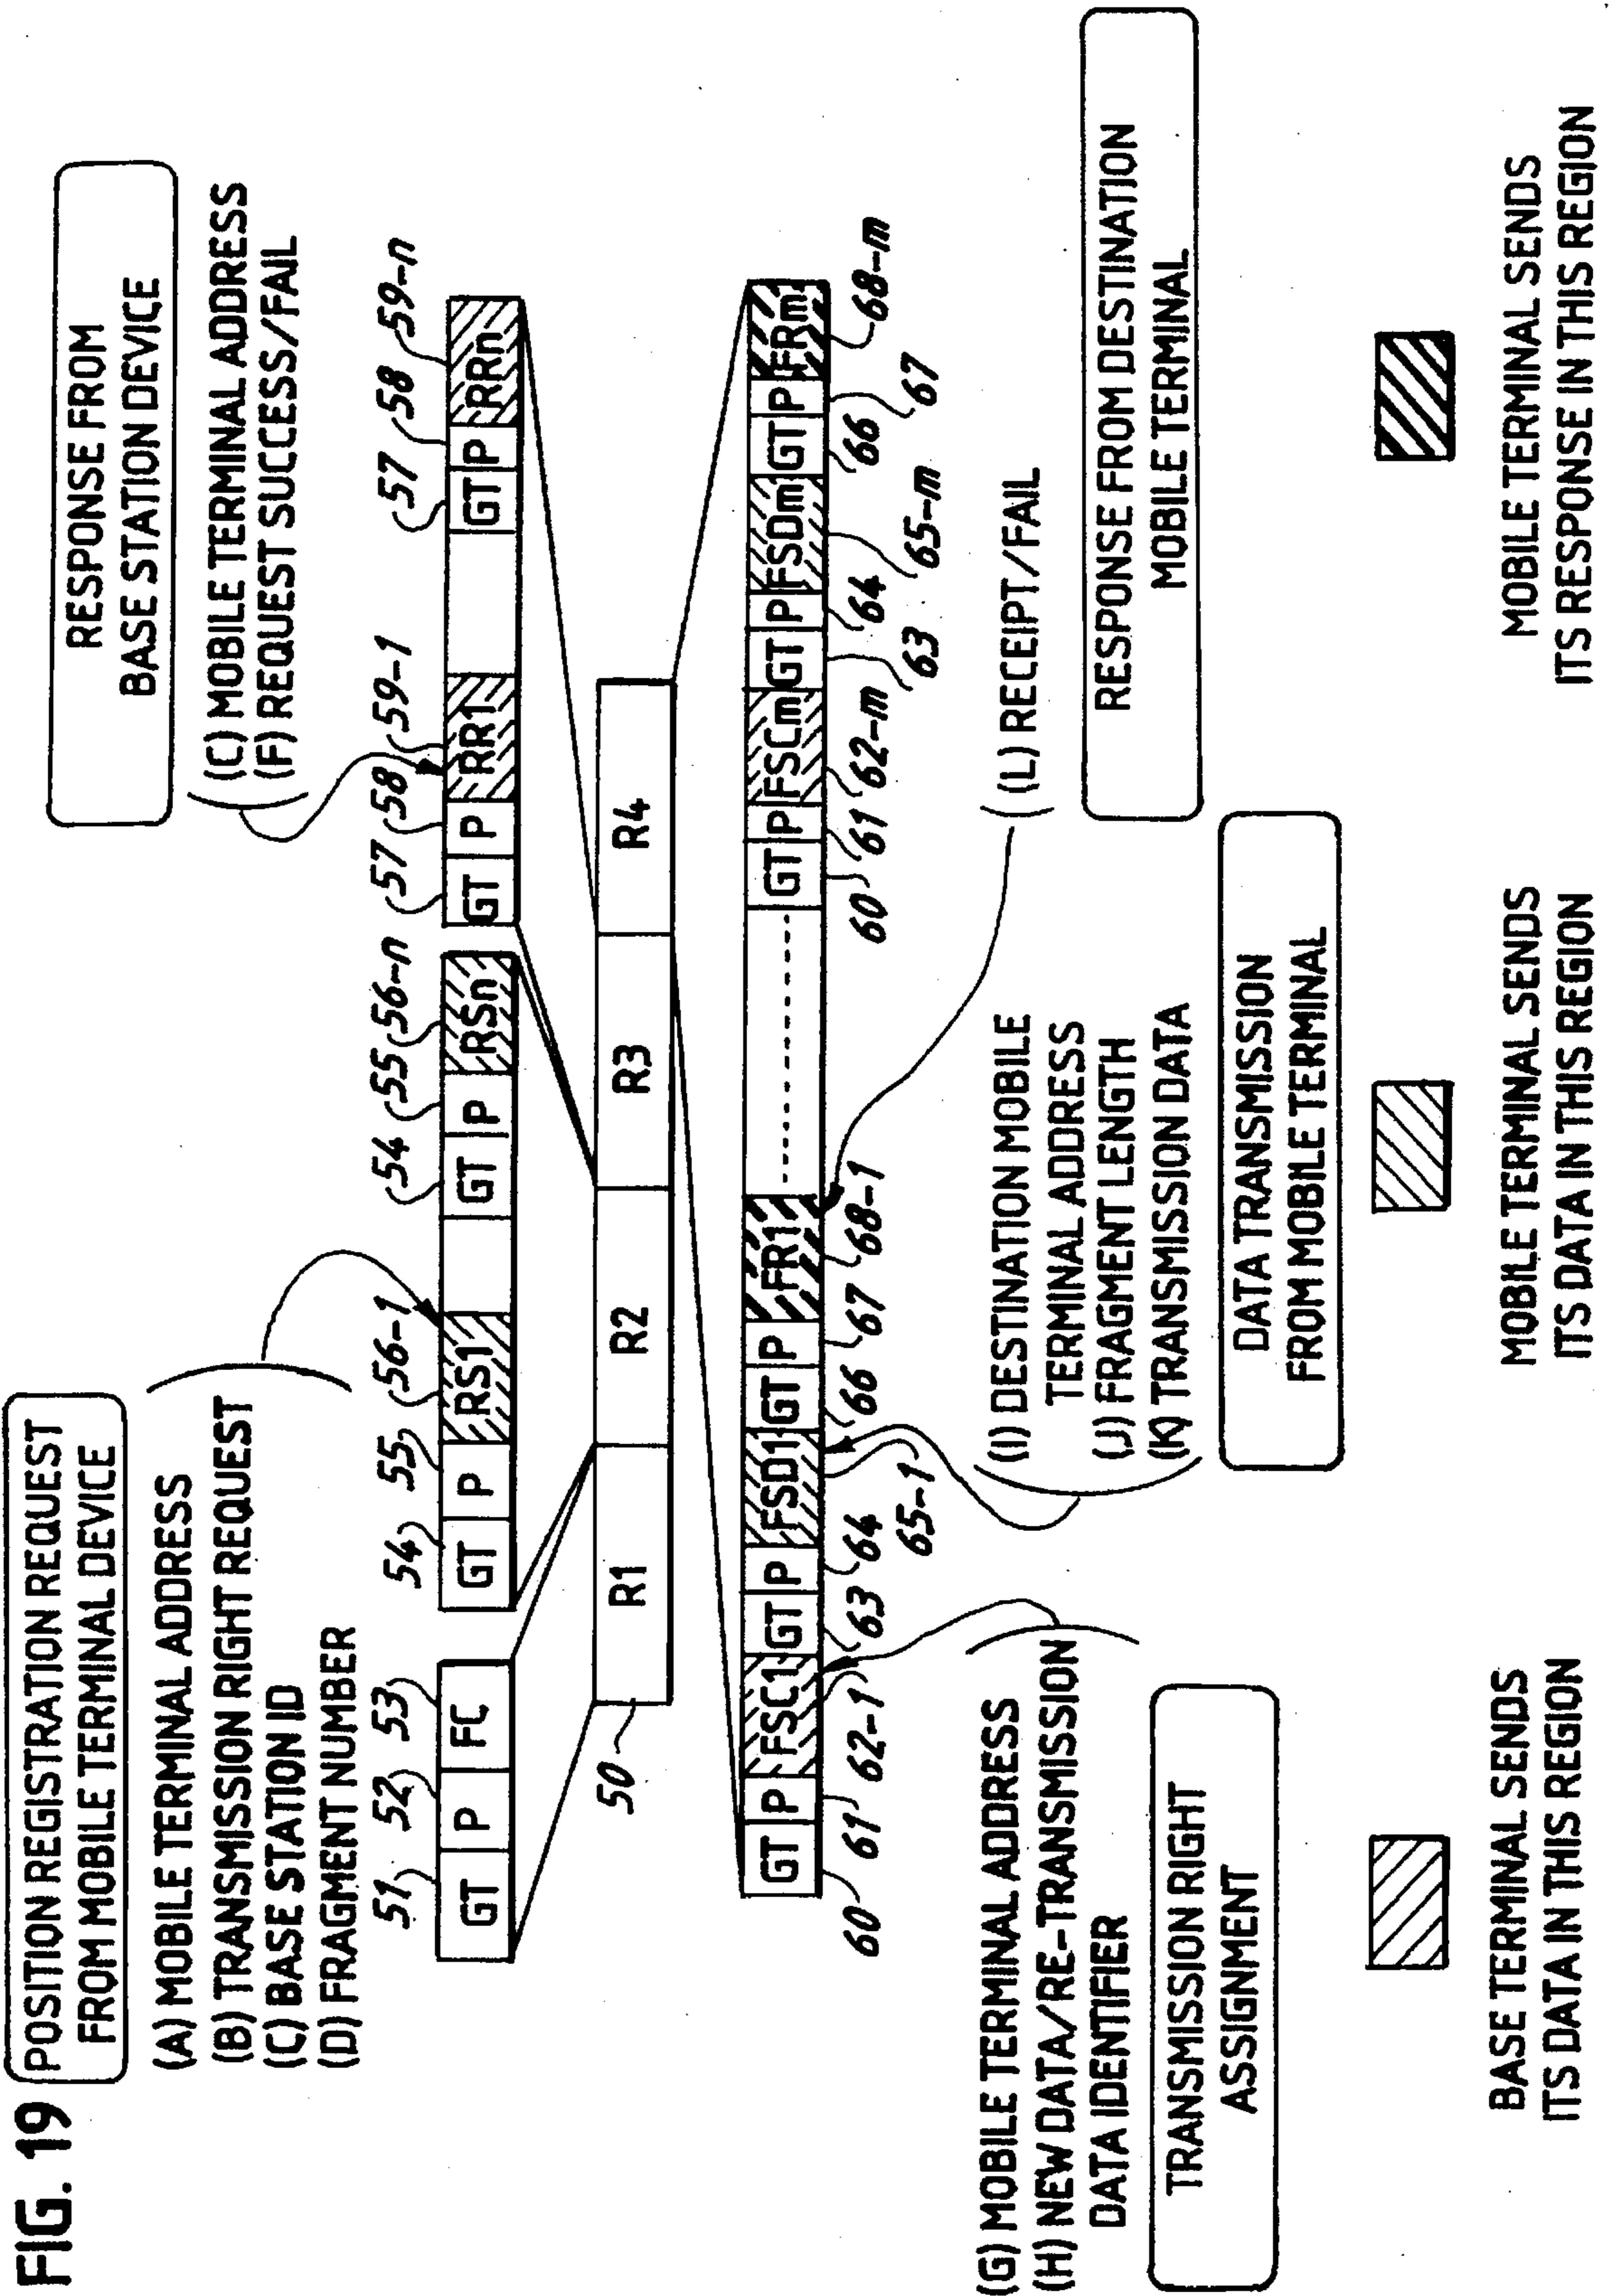 FIG. 19
POSITION REGISTRATION REQUEST
FROM MOBILE TERMINAL DEVICE
(A) MOBILE TERMINAL ADDRESS
(B) TRANSMISSION RIGHT REQUEST
(C) BASE STATION ID
(D) FRAGMENT NUMBER
RESPONSE FROM
BASE STATION DEVICE
(C) MOBILE TERMINAL ADDRESS
(F) REQUEST SUCCESS/FAIL
51 52 53
GT P FC
54 55 56-1 54 55 56-n
GT P RS1 GT P RSn
57 58 59-1 57 58 59-n
GT P RR1 GT P RRn
50
R1 R2 R3 R4
GT P FSC1 GT P FSD1 GT P FR1 GT P FSCm GT P FSDm GT P FRm
60 61 62-1 63 64 65-1 66 67 68-1 60 61 62-m 63 64 65-m 66 67 68-m
(G) MOBILE TERMINAL ADDRESS
(H) NEW DATA/RE-TRANSMISSION
DATA IDENTIFIER
TRANSMISSION RIGHT
ASSIGNMENT
(I) DESTINATION MOBILE
TERMINAL ADDRESS
(J) FRAGMENT LENGTH
(K) TRANSMISSION DATA
DATA TRANSMISSION
FROM MOBILE TERMINAL
(L) RECEIPT/FAIL
RESPONSE FROM DESTINATION
MOBILE TERMINAL
BASE TERMINAL SENDS
ITS DATA IN THIS REGION
MOBILE TERMINAL SENDS
ITS DATA IN THIS REGION
MOBILE TERMINAL SENDS
ITS RESPONSE IN THIS REGION